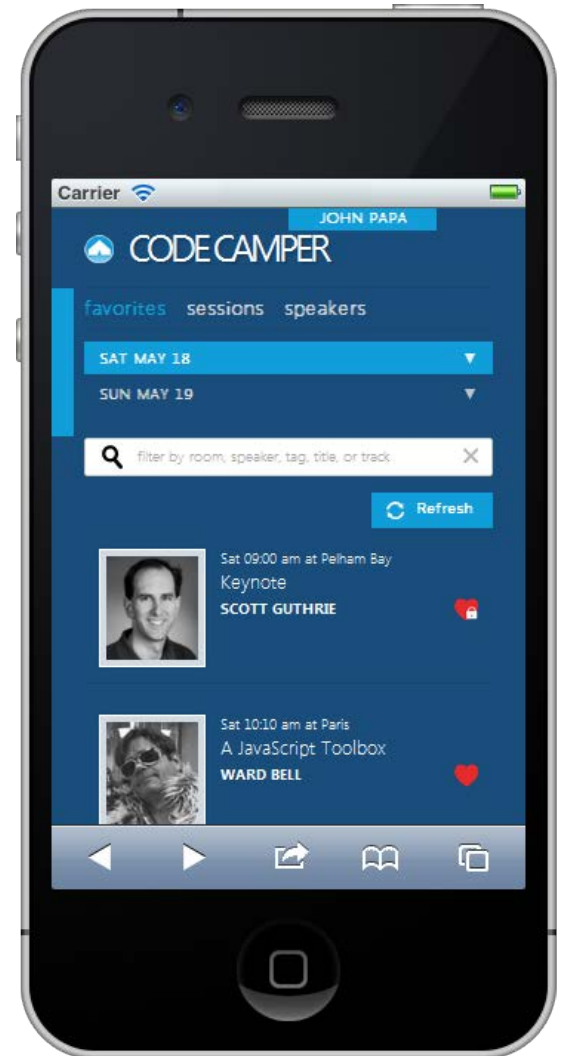 Carrier
JOHN PAPA
CODE CAMPER
favorites sessions speakers
SAT MAY 18
SUN MAY 19
filter by room, speaker, tag, title, or track
Refresh
Sat 09:00 am at Pelham Bay
Keynote
SCOTT GUTHRIE
Sat 10:10 am at Paris
A JavaScript Toolbox
WARD BELL